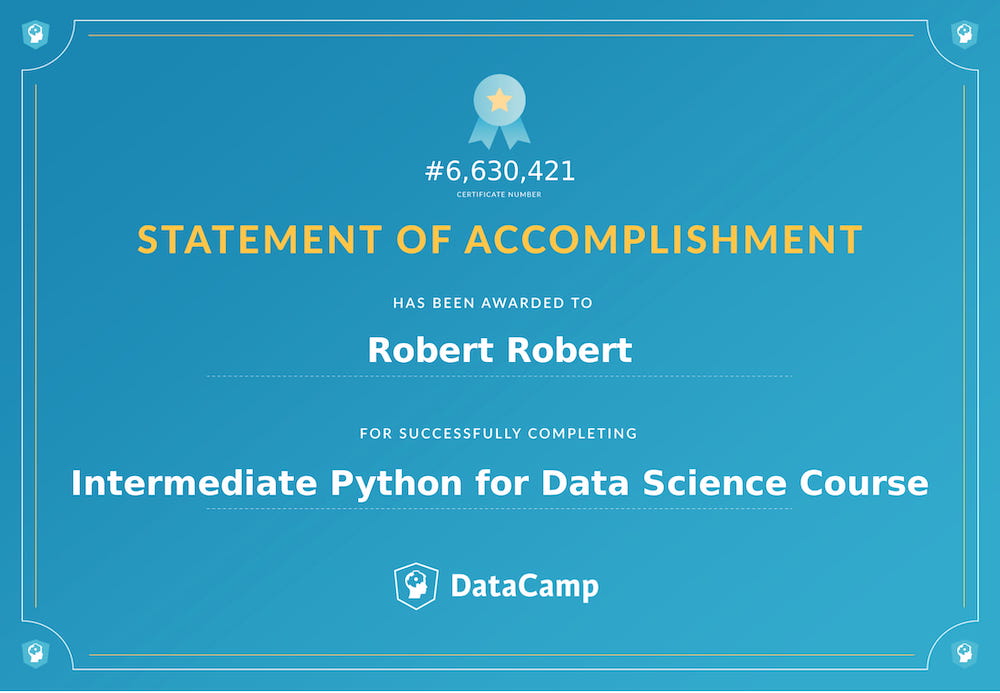 #6,630,421
CERTIFICATE NUMBER
STATEMENT OF ACCOMPLISHMENT
HAS BEEN AWARDED TO
Robert Robert
FOR SUCCESSFULLY COMPLETING
Intermediate Python for Data Science Course
DataCamp